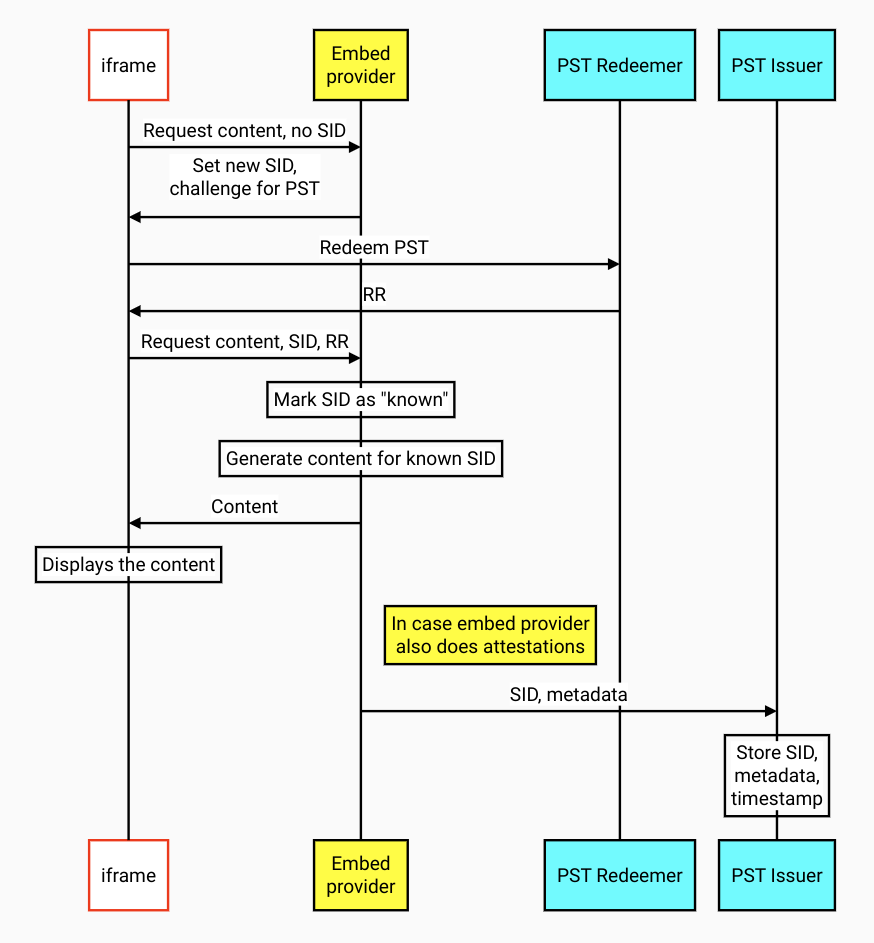 iframe
Embed
provider
PST Redeemer
PST Issuer
Request content, no SID
Set new SID,
challenge for PST
Redeem PST
RR
Request content, SID, RR
Mark SID as "known"
Generate content for known SID
Content
Displays the content
In case embed provider
also does attestations
SID, metadata
Store SID,
metadata,
timestamp
iframe
Embed
provider
PST Redeemer
PST Issuer